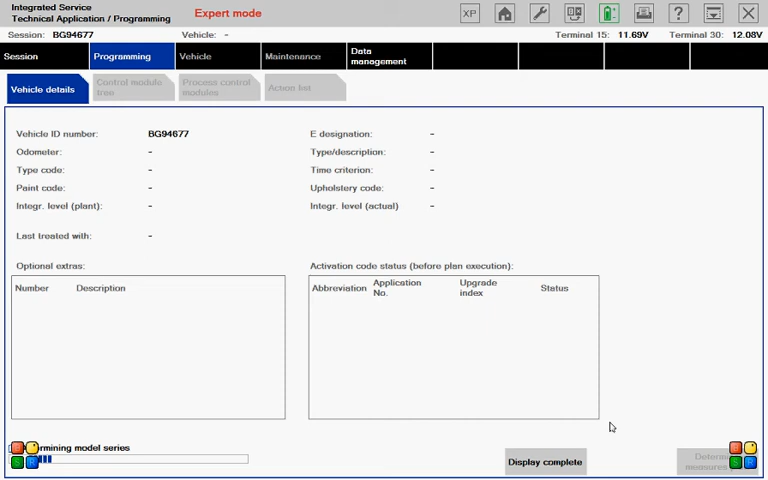 Integrated Service
Technical Application / Programming
Expert mode
XP
?
Session: BG94677 Vehicle: - Terminal 15: 11.69V Terminal 30: 12.08V
Session Programming Vehicle Maintenance Data management
Vehicle details Control module tree Process control modules Action list
Vehicle ID number: BG94677 E designation: -
Odometer: - Type/description: -
Type code: - Time criterion: -
Paint code: - Upholstery code: -
Integr. level (plant): - Integr. level (actual) -
Last treated with: -
Optional extras: Activation code status (before plan execution):
Number Description Abbreviation Application No. Upgrade index Status
rmining model series
Display complete
measures